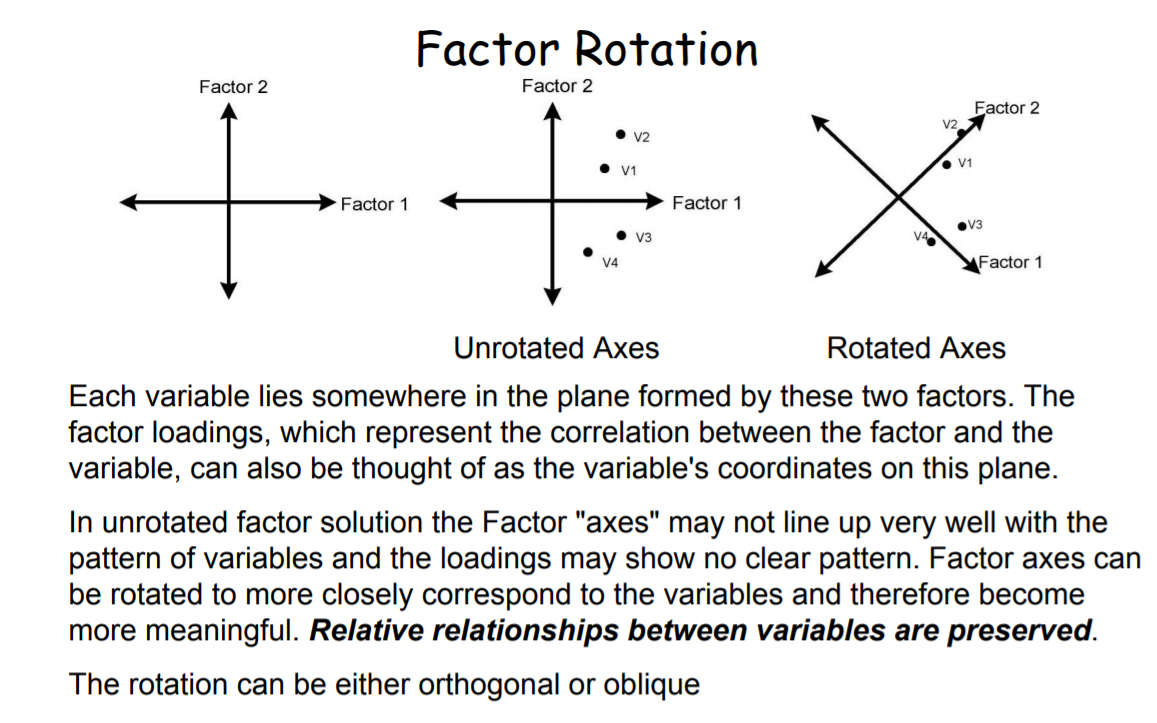 Factor Rotation
Factor 2
Factor 1
Factor 2
V2
V1
Factor 1
V3
V4
Factor 2
V2
V1
V3
V4
Factor 1
Unrotated Axes
Rotated Axes
Each variable lies somewhere in the plane formed by these two factors. The
factor loadings, which represent the correlation between the factor and the
variable, can also be thought of as the variable's coordinates on this plane.
In unrotated factor solution the Factor "axes" may not line up very well with the
pattern of variables and the loadings may show no clear pattern. Factor axes can
be rotated to more closely correspond to the variables and therefore become
more meaningful. Relative relationships between variables are preserved.
The rotation can be either orthogonal or oblique